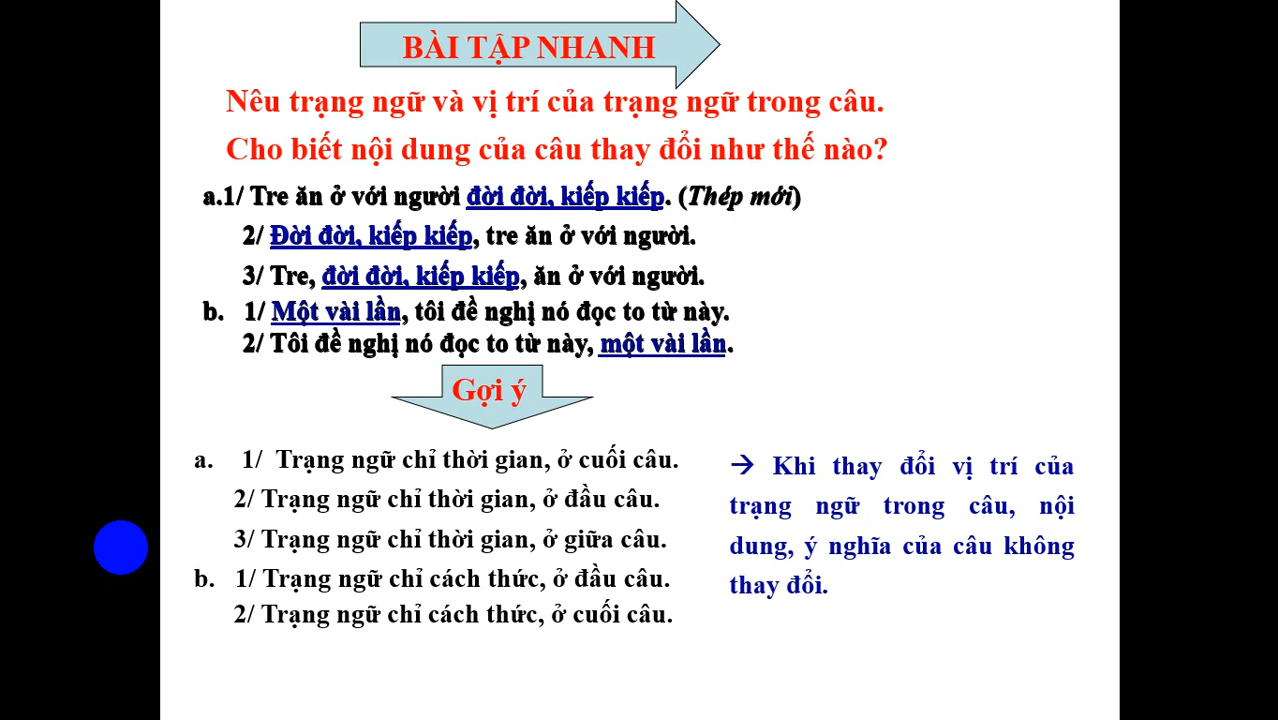 BÀI TẬP NHANH
Nêu trạng ngữ và vị trí của trạng ngữ trong câu.
Cho biết nội dung của câu thay đổi như thế nào?
a.1/ Tre ăn ở với người đời đời, kiếp kiếp. (Thép mới)
2/ Đời đời, kiếp kiếp, tre ăn ở với người.
3/ Tre, đời đời, kiếp kiếp, ăn ở với người.
b. 1/ Một vài lần, tôi đề nghị nó đọc to từ này.
2/ Tôi đề nghị nó đọc to từ này, một vài lần.
Gợi ý
a. 1/ Trạng ngữ chỉ thời gian, ở cuối câu.
2/ Trạng ngữ chỉ thời gian, ở đầu câu.
3/ Trạng ngữ chỉ thời gian, ở giữa câu.
b. 1/ Trạng ngữ chỉ cách thức, ở đầu câu.
2/ Trạng ngữ chỉ cách thức, ở cuối câu.
→ Khi thay đổi vị trí của
trạng ngữ trong câu, nội
dung, ý nghĩa của câu không
thay đổi.